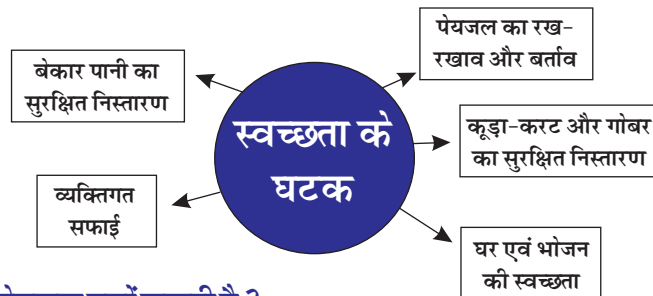 पेयजल का रख-
रखाव और बर्ताव
बेकार पानी का
सुरक्षित निस्तारण
स्वच्छता के
घटक
कूड़ा-करट और गोबर
का सुरक्षित निस्तारण
व्यक्तिगत
सफाई
घर एवं भोजन
की स्वच्छता